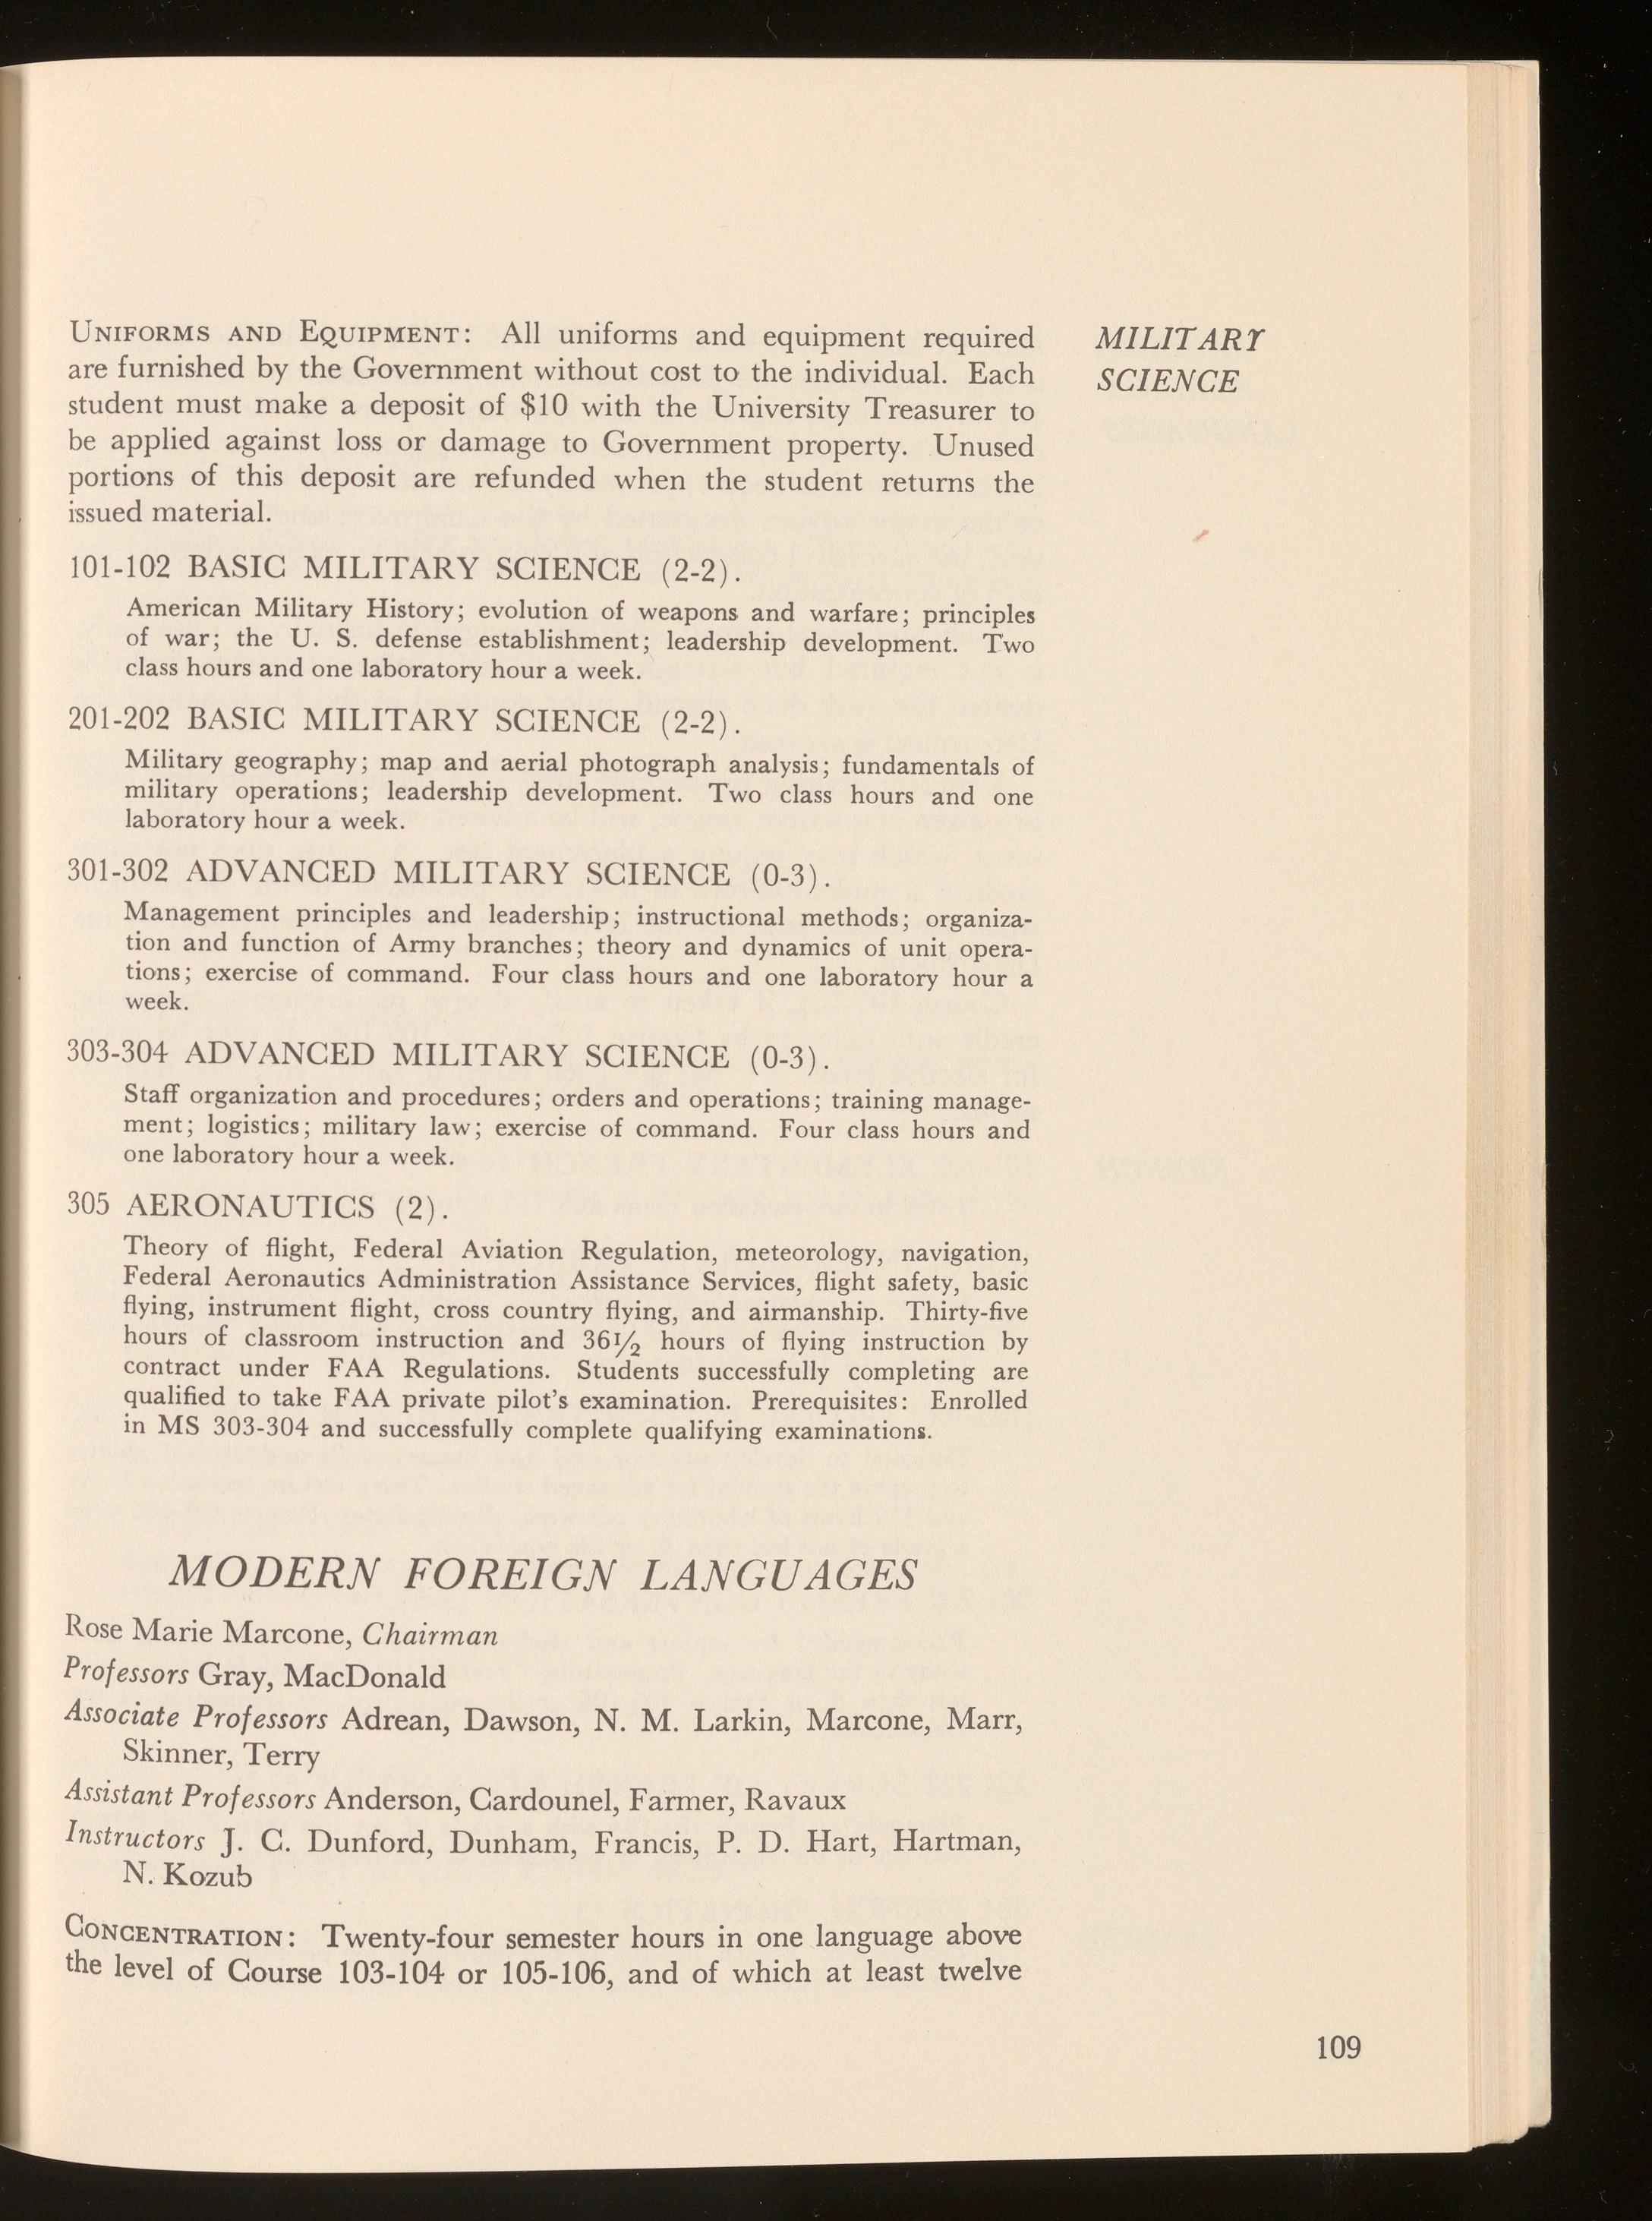 UNIFORMS AND EQUIPMENT: All uniforms and equipment required
are furnished by the Government without cost to the individual. Each
student must make a deposit of $10 with the University Treasurer to
be applied against loss or damage to Government property. Unused
portions of this deposit are refunded when the student returns the
issued material.
MILITARY
SCIENCE
101-102 BASIC MILITARY SCIENCE (2-2).
American Military History; evolution of weapons and warfare; principles
of war; the U. S. defense establishment; leadership development. Two
class hours and one laboratory hour a week.
201-202 BASIC MILITARY SCIENCE (2-2).
Military geography; map and aerial photograph analysis; fundamentals of
military operations; leadership development. Two class hours and one
laboratory hour a week.
301-302 ADVANCED MILITARY SCIENCE (0-3).
Management principles and leadership; instructional methods; organiza-
tion and function of Army branches; theory and dynamics of unit opera-
tions; exercise of command. Four class hours and one laboratory hour a
week.
303-304 ADVANCED MILITARY SCIENCE (0-3).
Staff organization and procedures; orders and operations; training manage-
ment; logistics; military law; exercise of command. Four class hours and
one laboratory hour a week.
305 AERONAUTICS (2).
Theory of flight, Federal Aviation Regulation, meteorology, navigation,
Federal Aeronautics Administration Assistance Services, flight safety, basic
flying, instrument flight, cross country flying, and airmanship. Thirty-five
hours of classroom instruction and 36½ hours of flying instruction by
contract under FAA Regulations. Students successfully completing are
qualified to take FAA private pilot's examination. Prerequisites: Enrolled
in MS 303-304 and successfully complete qualifying examinations.
MODERN FOREIGN LANGUAGES
Rose Marie Marcone, Chairman
Professors Gray, MacDonald
Associate Professors Adrean, Dawson, N. M. Larkin, Marcone, Marr,
Skinner, Terry
Assistant Professors Anderson, Cardounel, Farmer, Ravaux
Instructors J. C. Dunford, Dunham, Francis, P. D. Hart, Hartman,
N. Kozub
CONCENTRATION: Twenty-four semester hours in one language above
the level of Course 103-104 or 105-106, and of which at least twelve
109